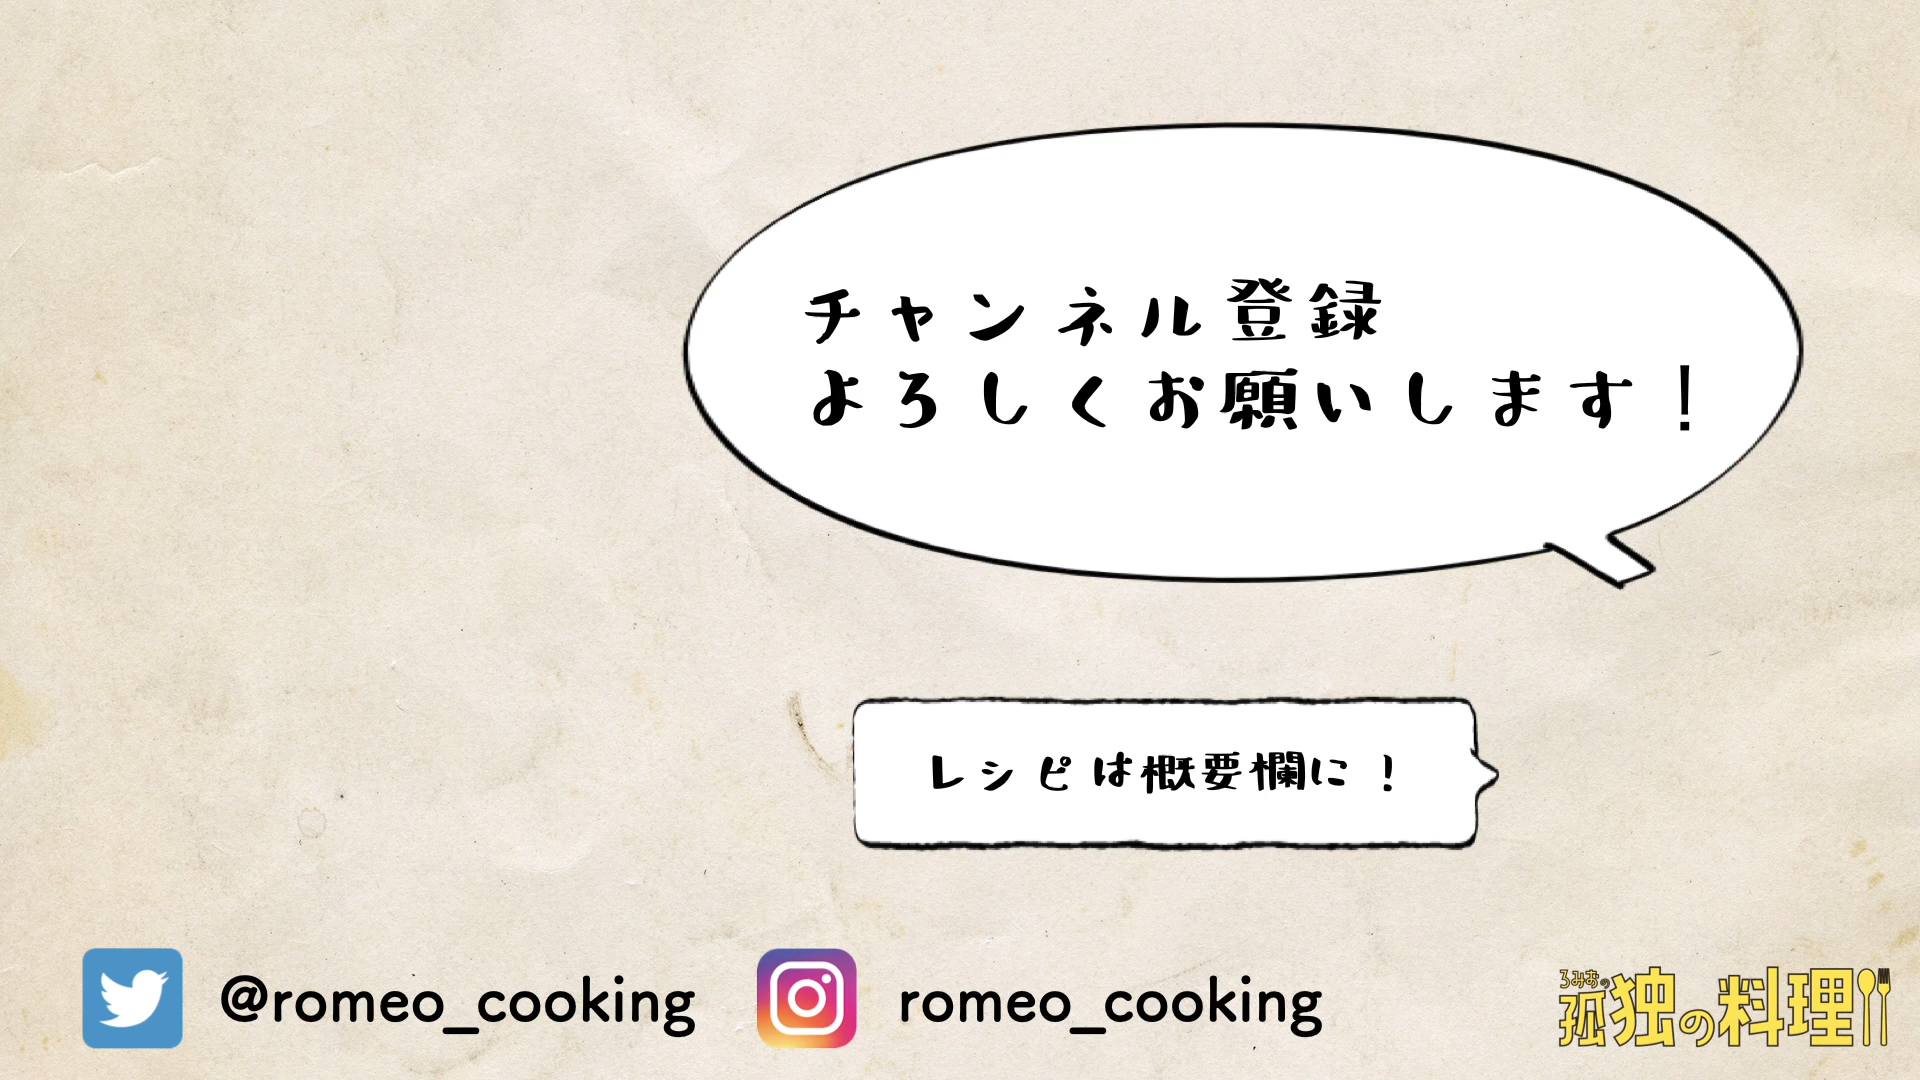 チャンネル登録
よろしくお願いします！
レシピは概要欄に！
@romeo_cooking
romeo_cooking
ろみおの
孤独の料理